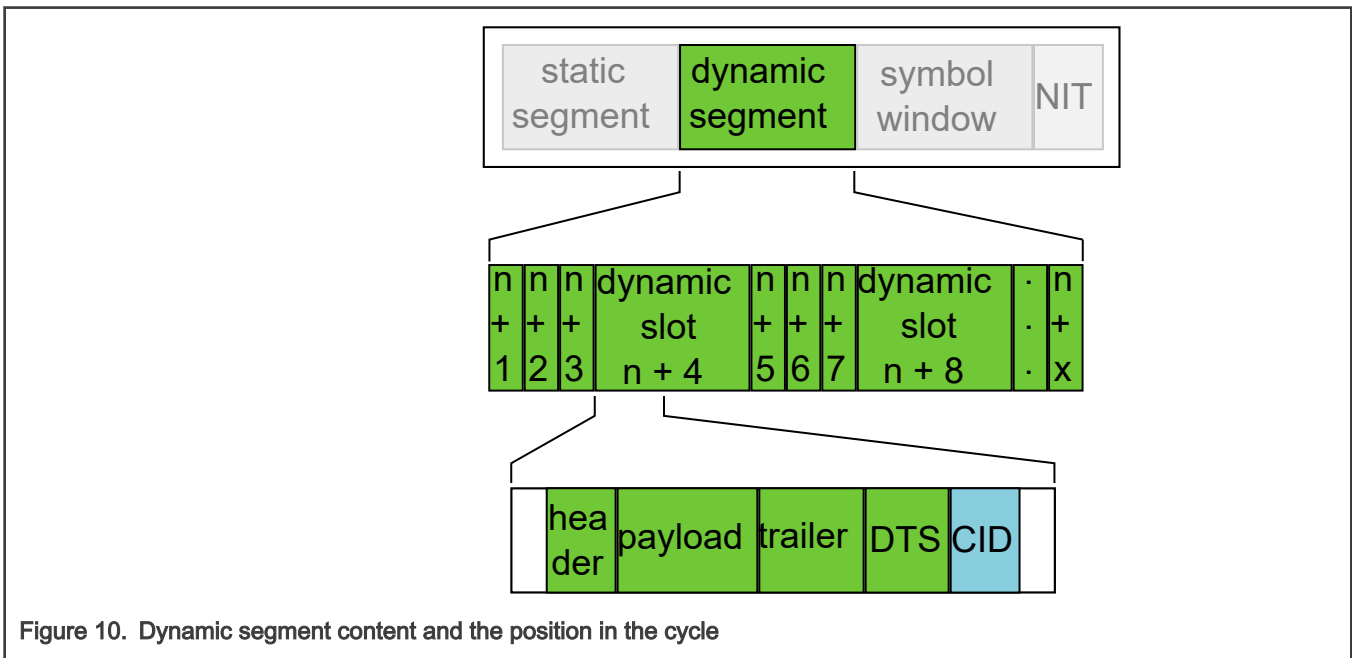 static
segment
dynamic
segment
symbol
window
NIT
n
+
1
n
+
2
n
+
3
dynamic
slot
n + 4
n
+
5
n
+
6
n
+
7
dynamic
slot
n + 8
.
.
.
n
+
x
hea
der
payload
trailer
DTS
CID
Figure 10. Dynamic segment content and the position in the cycle